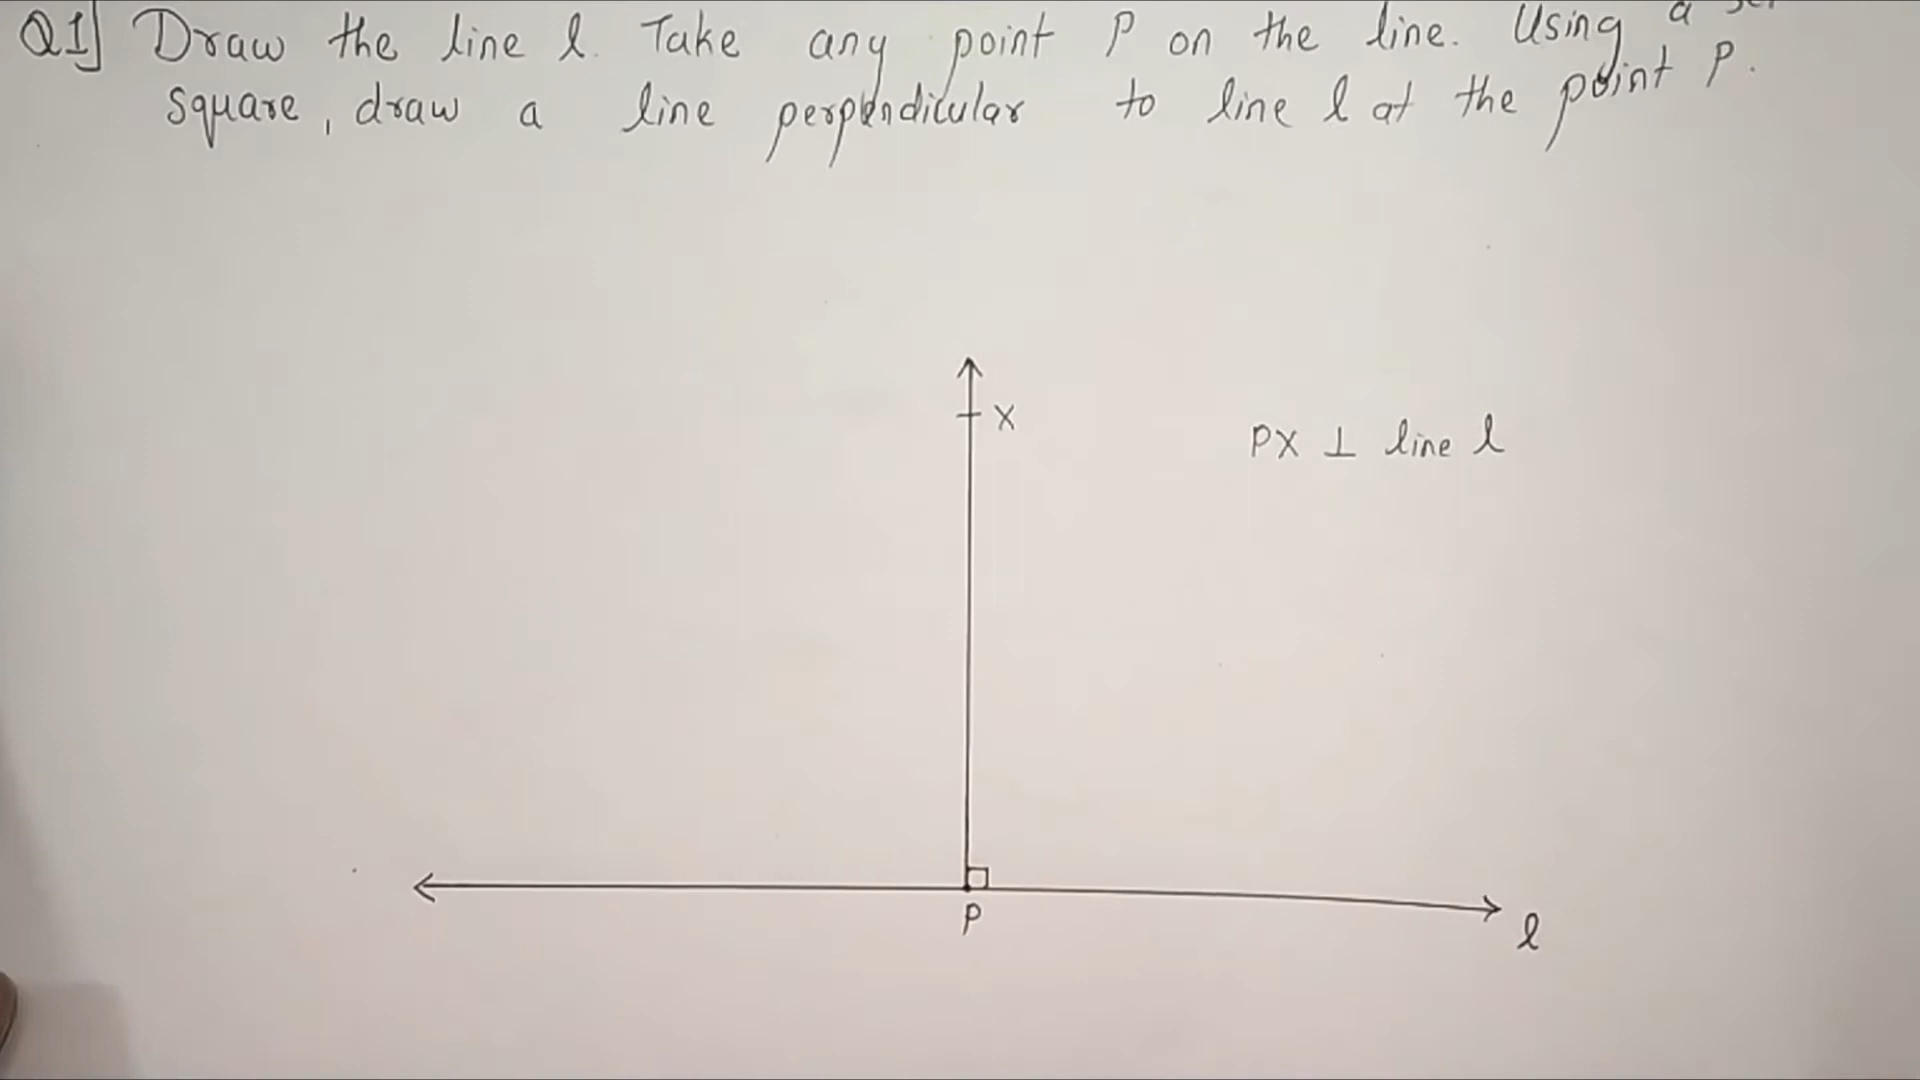 Q1] Draw the line l. Take any point P on the line. Using a
square, draw a line perpendicular to line l at the point P.
X
PX ⊥ line l
P
l